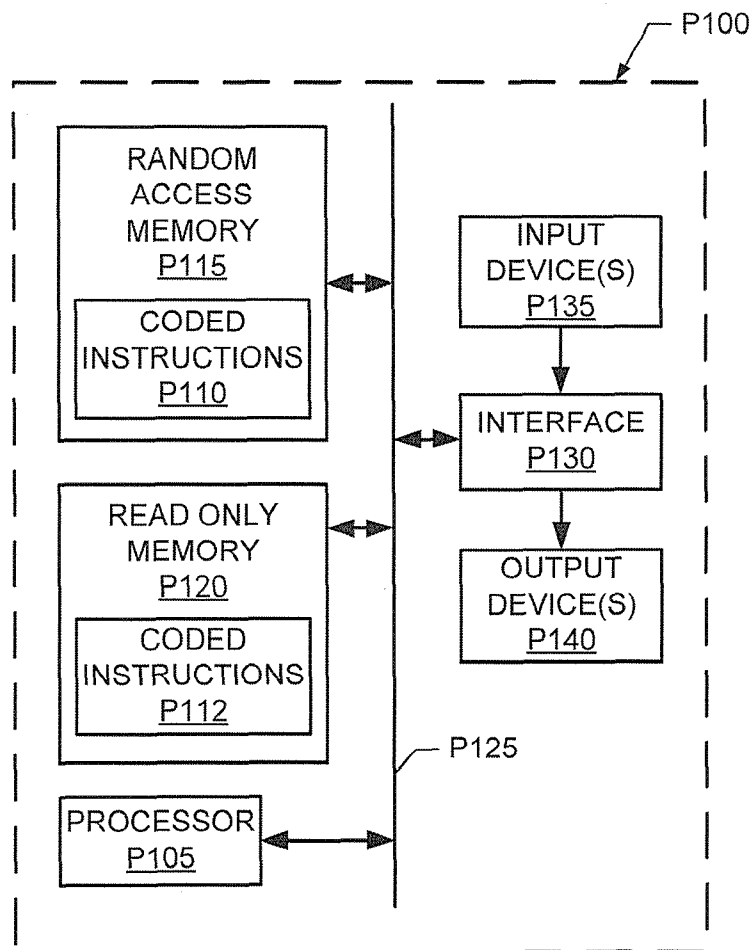 P100
RANDOM
ACCESS
MEMORY
P115
CODED
INSTRUCTIONS
P110
READ ONLY
MEMORY
P120
CODED
INSTRUCTIONS
P112
PROCESSOR
P105
INPUT
DEVICE(S)
P135
INTERFACE
P130
OUTPUT
DEVICE(S)
P140
P125